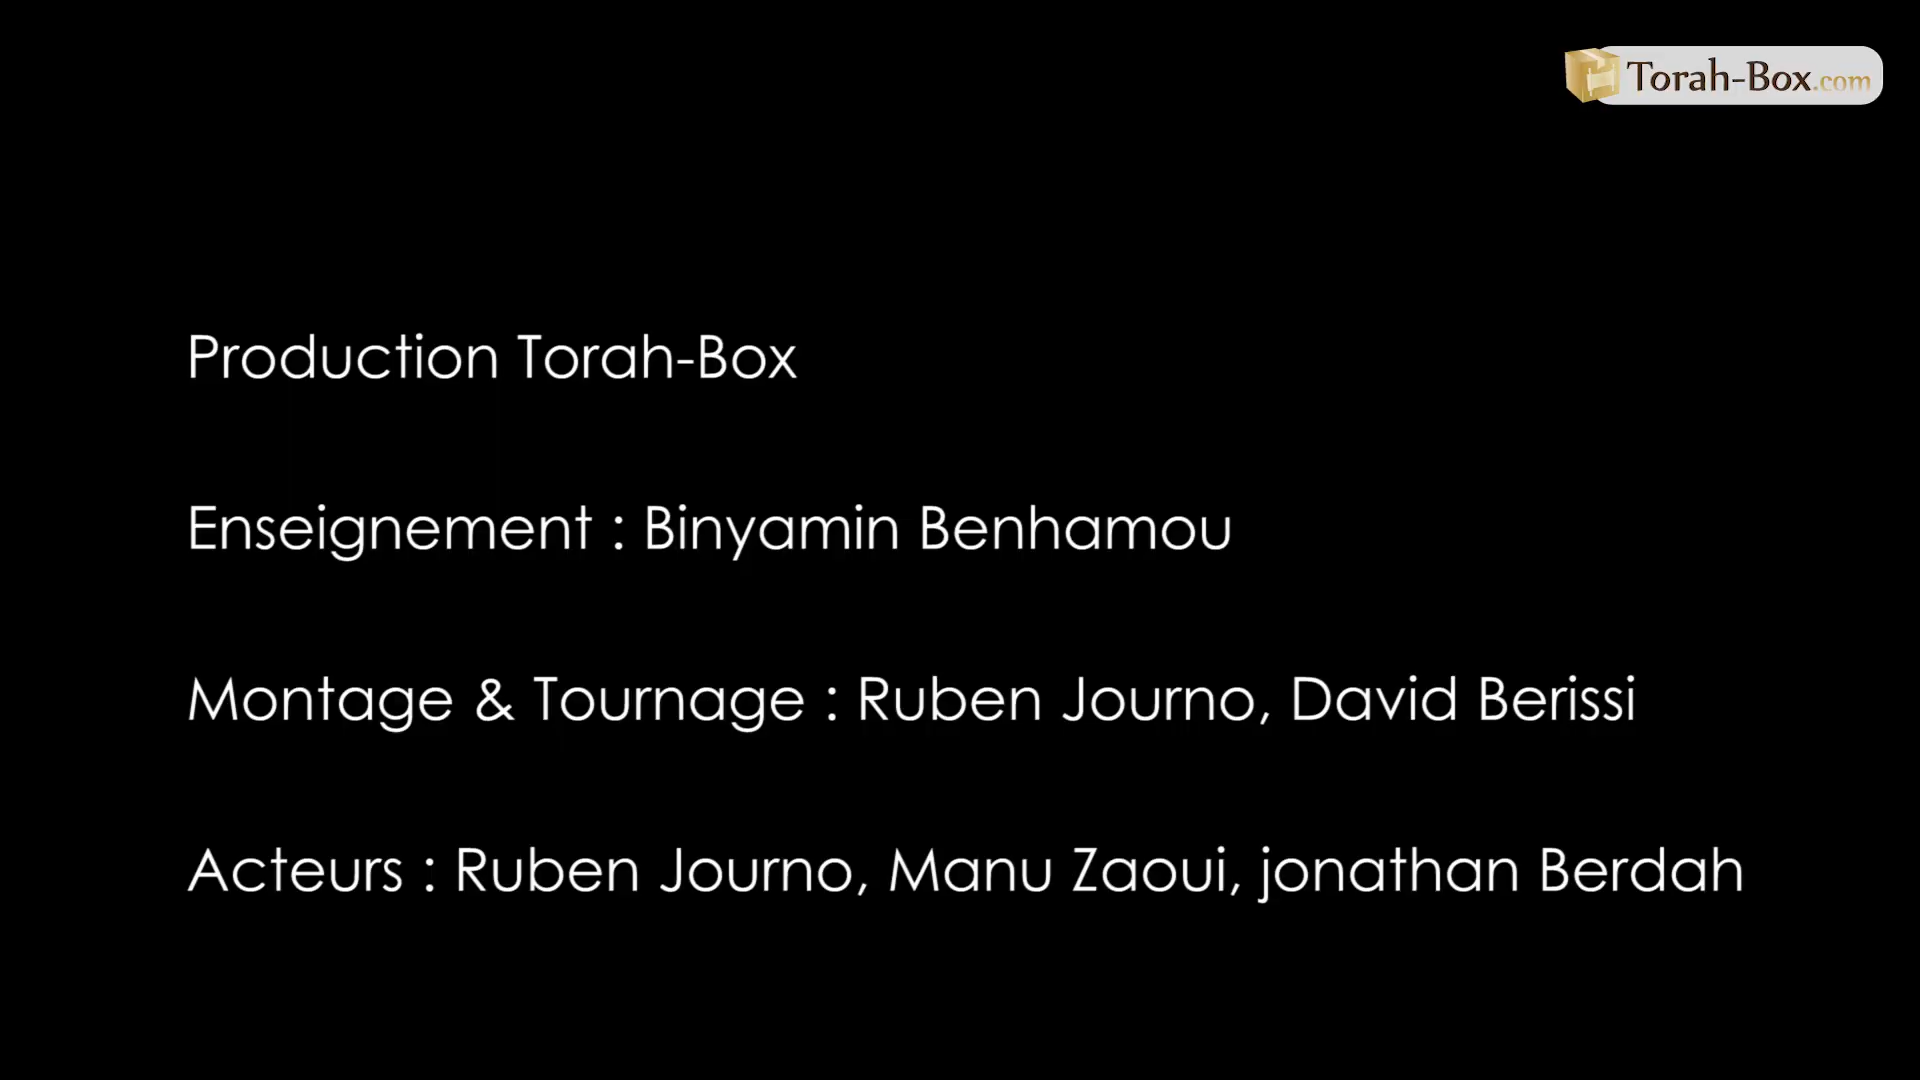 Torah-Box.com
Production Torah-Box
Enseignement : Binyamin Benhamou
Montage & Tournage : Ruben Journo, David Berissi
Acteurs : Ruben Journo, Manu Zaoui, jonathan Berdah